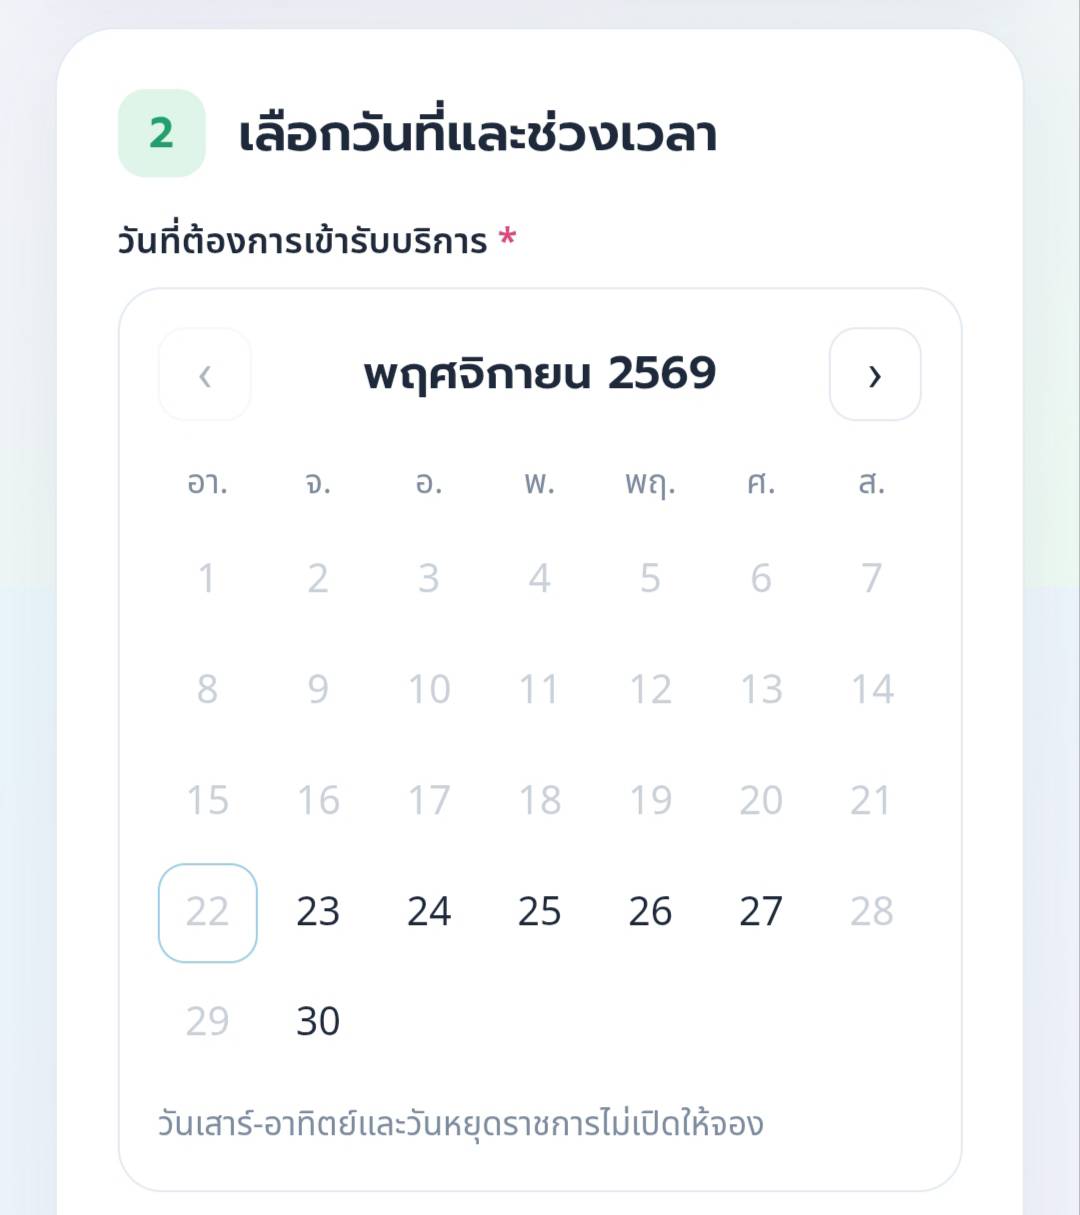 2 เลือกวันที่และช่วงเวลา
วันที่ต้องการเข้ารับบริการ *
‹ พฤศจิกายน 2569 ›
อา. จ. อ. พ. พฤ. ศ. ส.
1 2 3 4 5 6 7
8 9 10 11 12 13 14
15 16 17 18 19 20 21
22 23 24 25 26 27 28
29 30
วันเสาร์-อาทิตย์และวันหยุดราชการไม่เปิดให้จอง